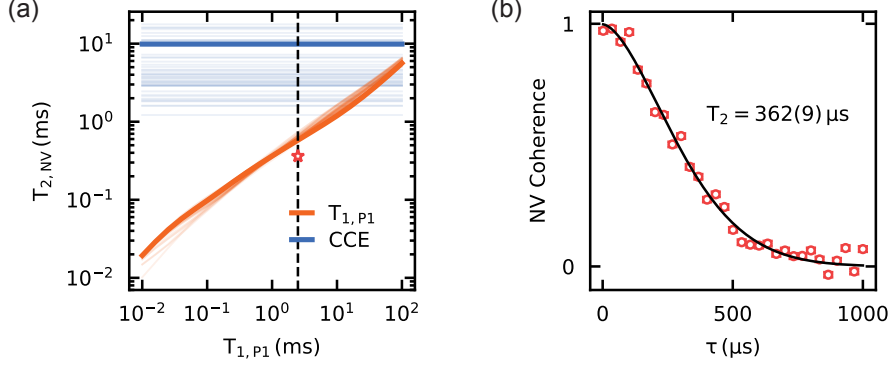 (a)
T2, NV (ms)
10¹
10⁰
10⁻¹
10⁻²
T1, P1
CCE
10⁻² 10⁻¹ 10⁰ 10¹ 10²
T1, P1 (ms)
(b)
NV Coherence
1
0
T2 = 362(9) μs
0 500 1000
τ (μs)